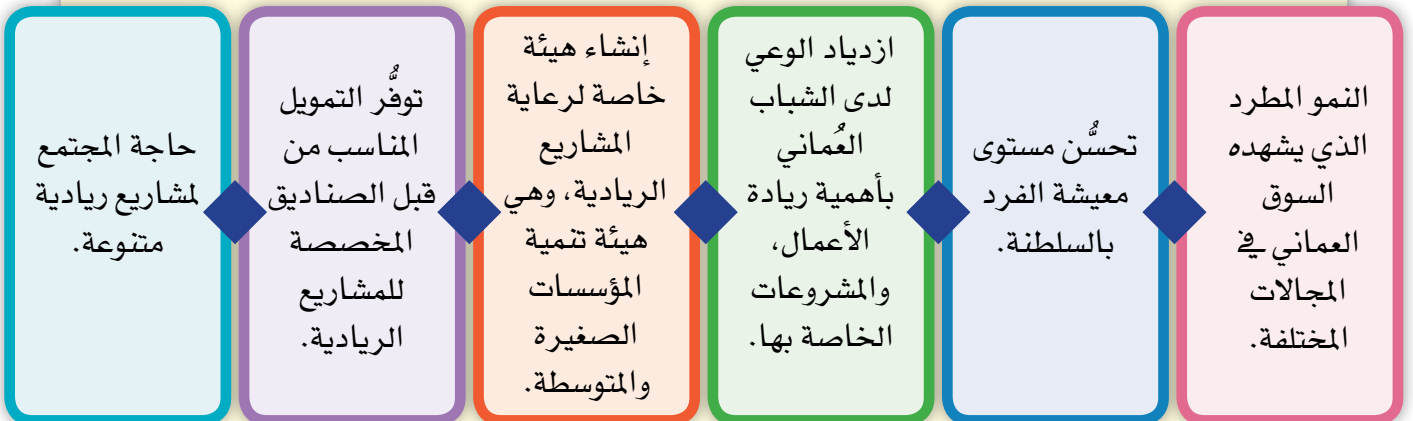 النمو المطرد
الذي يشهده
السوق
العماني في
المجالات
المختلفة.
تحسُّن مستوى
معيشة الفرد
بالسلطنة.
ازدياد الوعي
لدى الشباب
العُماني
بأهمية ريادة
الأعمال،
والمشروعات
الخاصة بها.
إنشاء هيئة
خاصة لرعاية
المشاريع
الريادية، وهي
هيئة تنمية
المؤسسات
الصغيرة
والمتوسطة.
توفُّر التمويل
المناسب من
قبل الصناديق
المخصصة
للمشاريع
الريادية.
حاجة المجتمع
لمشاريع ريادية
متنوعة.